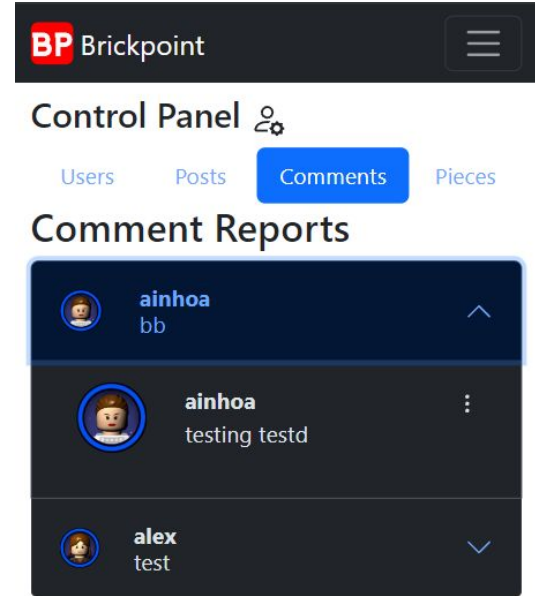 BP Brickpoint
Control Panel
Users Posts Comments Pieces
Comment Reports
ainhoa
bb
ainhoa
testing testd
alex
test